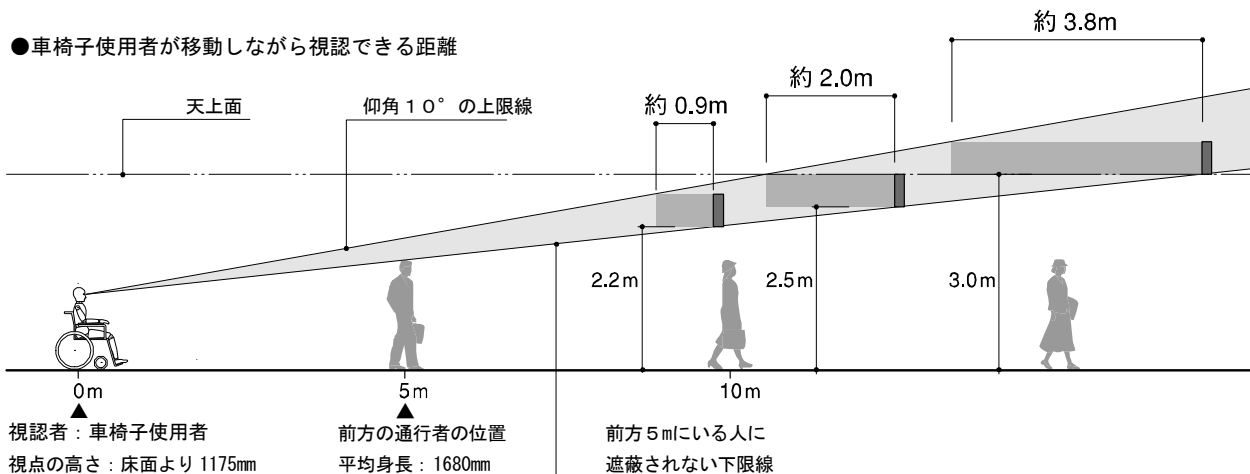 ●車椅子使用者が移動しながら視認できる距離
約 3.8m
約 2.0m
約 0.9m
天上面
仰角10°の上限線
2.2m
2.5m
3.0m
0m
5m
10m
視認者：車椅子使用者
視点の高さ：床面より 1175mm
前方の通行者の位置
平均身長：1680mm
前方5mにいる人に
遮蔽されない下限線